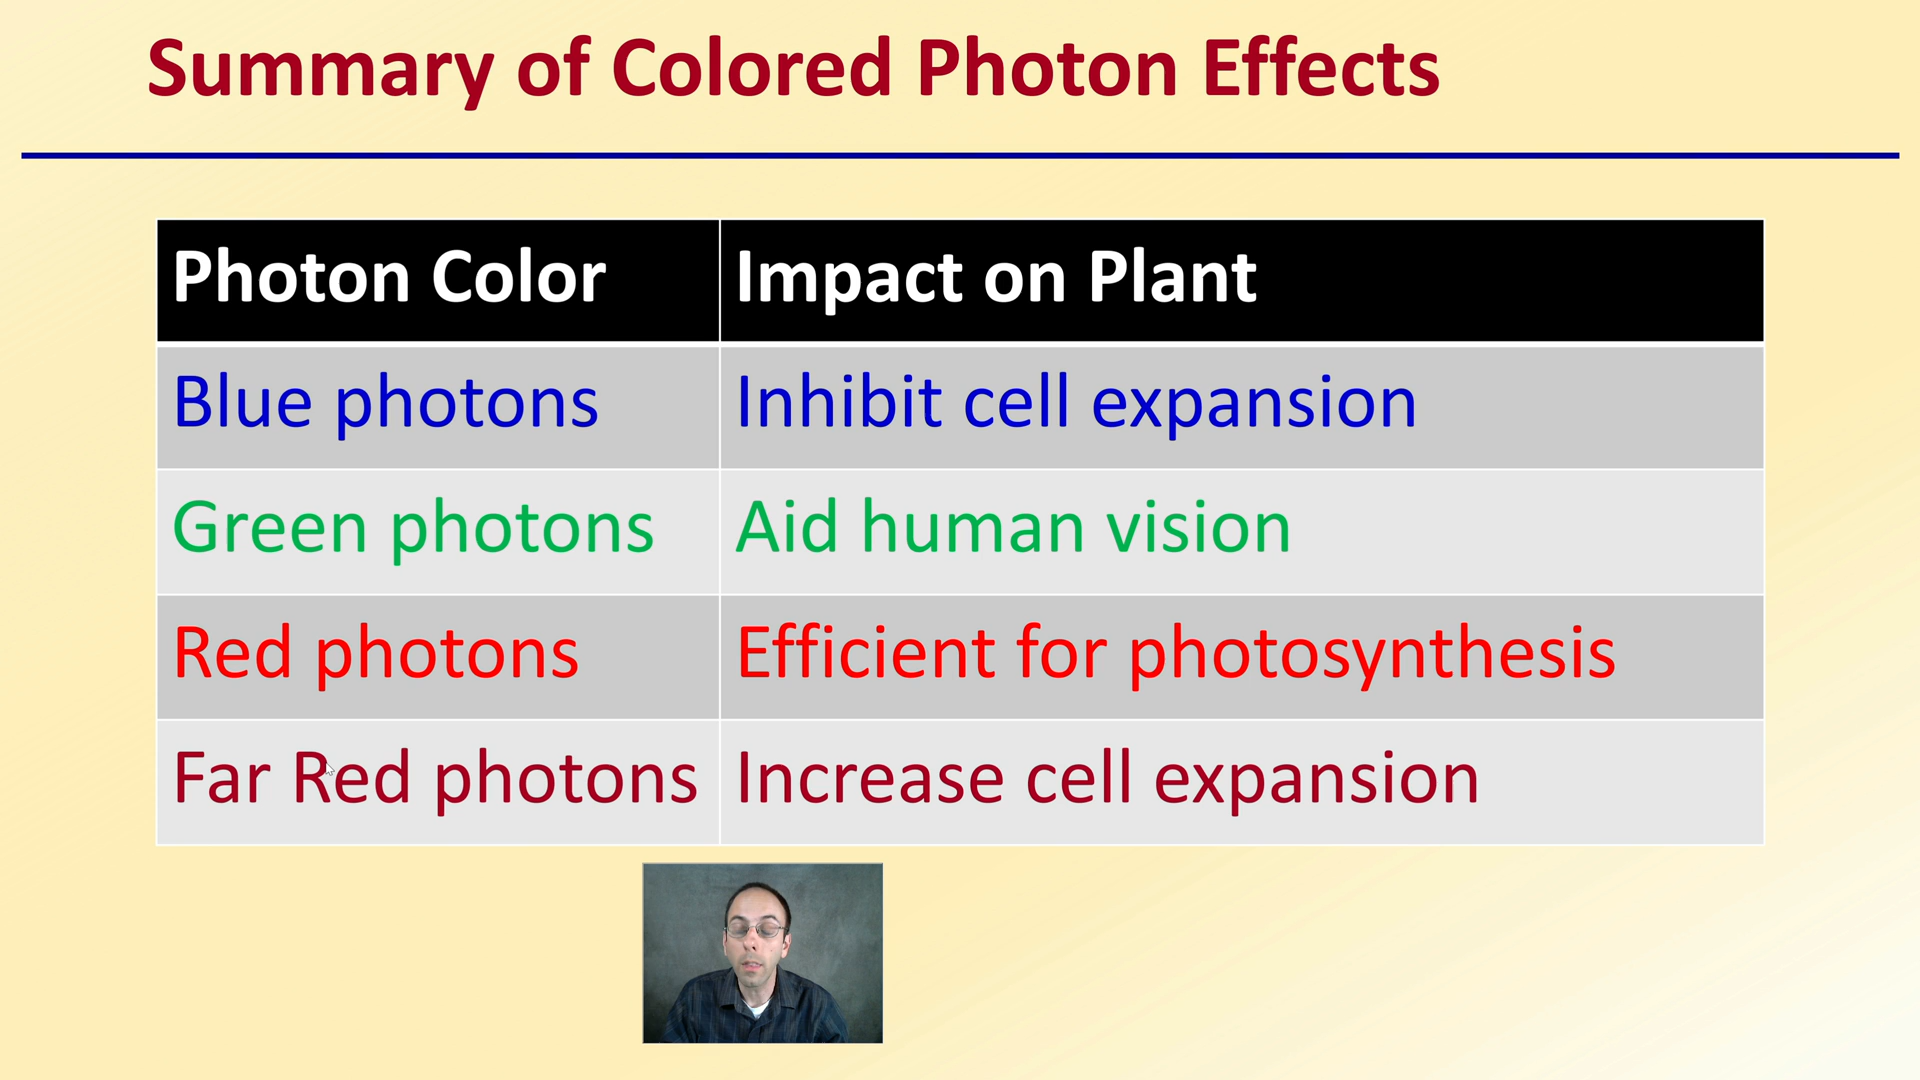 Summary of Colored Photon Effects
Photon Color Impact on Plant
Blue photons Inhibit cell expansion
Green photons Aid human vision
Red photons Efficient for photosynthesis
Far Red photons Increase cell expansion